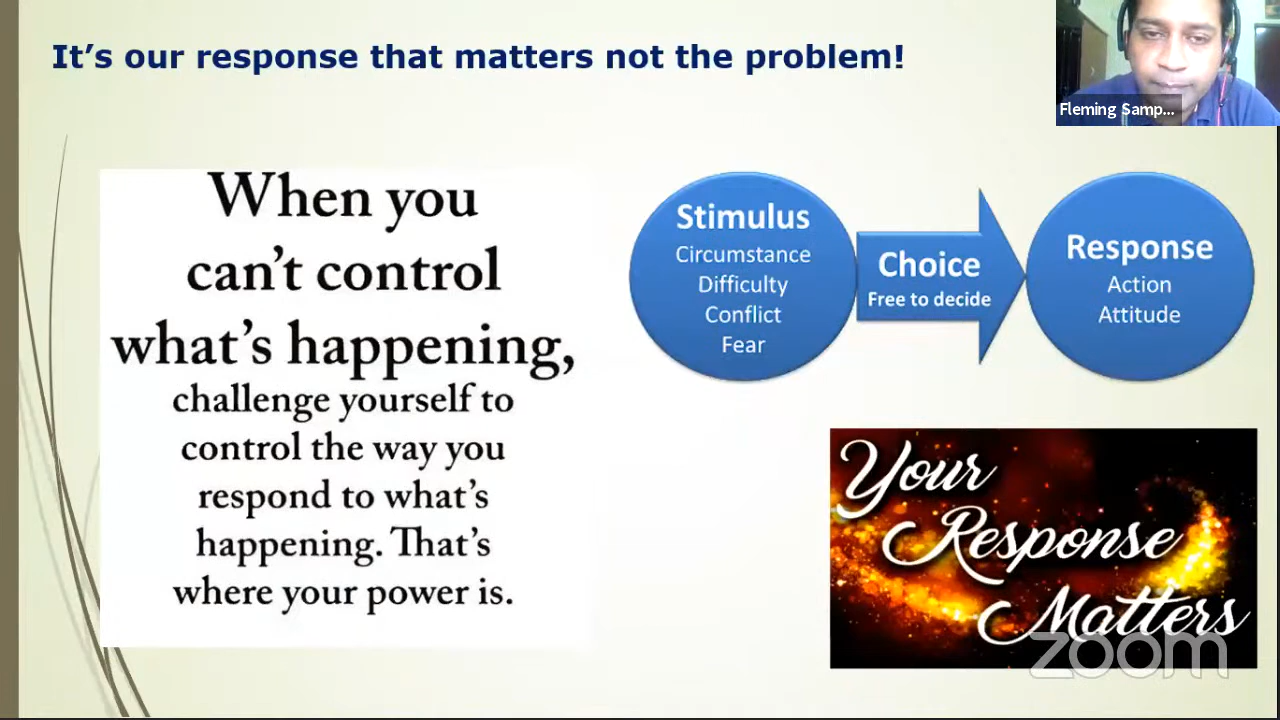 It’s our response that matters not the problem!
Fleming Samp...
When you
can’t control
what’s happening,
challenge yourself to
control the way you
respond to what’s
happening. That’s
where your power is.
Stimulus
Circumstance
Difficulty
Conflict
Fear
Choice
Free to decide
Response
Action
Attitude
Your
Response
Matters
zoom